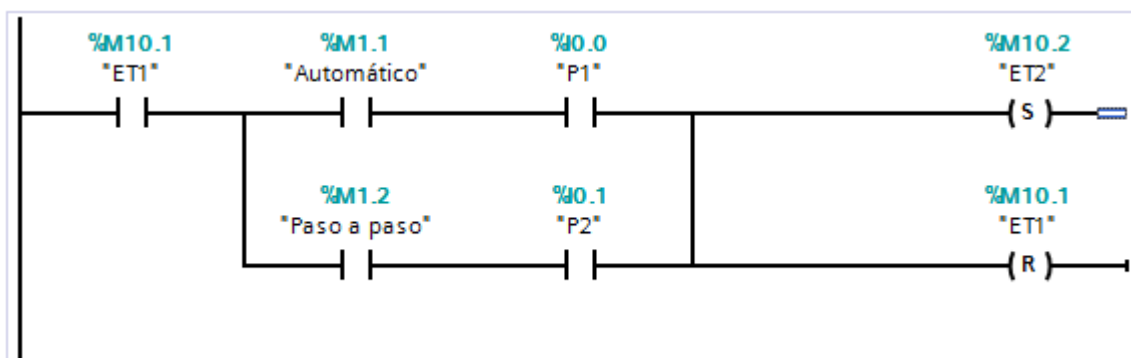 %M10.1
"ET1"
%M1.1
"Automático"
%I0.0
"P1"
%M10.2
"ET2"
S
%M1.2
"Paso a paso"
%I0.1
"P2"
%M10.1
"ET1"
R